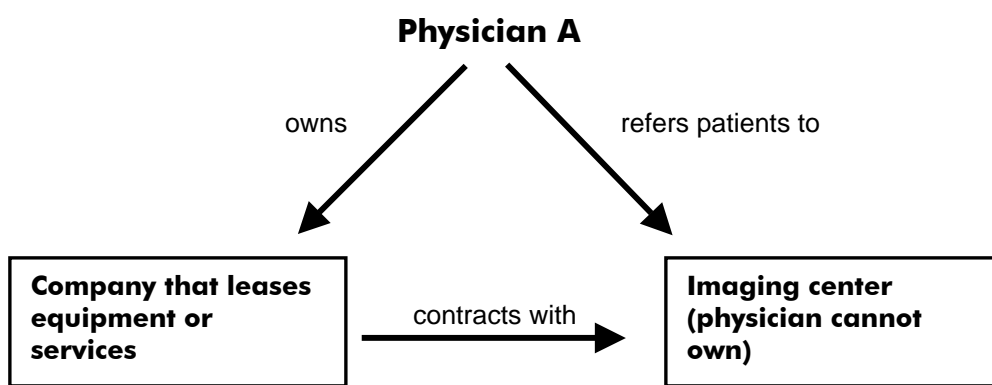 Physician A
owns
refers patients to
Company that leases
equipment or
services
contracts with
Imaging center
(physician cannot
own)